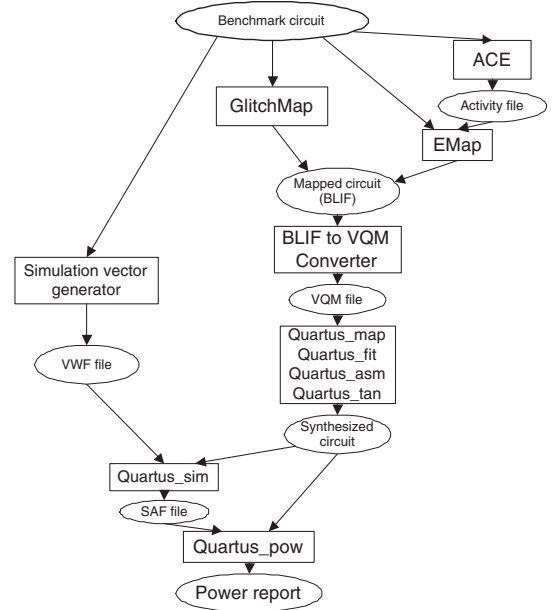 Benchmark circuit
ACE
GlitchMap
Activity file
EMap
Mapped circuit
(BLIF)
BLIF to VQM
Converter
Simulation vector
generator
VQM file
Quartus_map
Quartus_fit
Quartus_asm
Quartus_tan
VWF file
Synthesized
circuit
Quartus_sim
SAF file
Quartus_pow
Power report